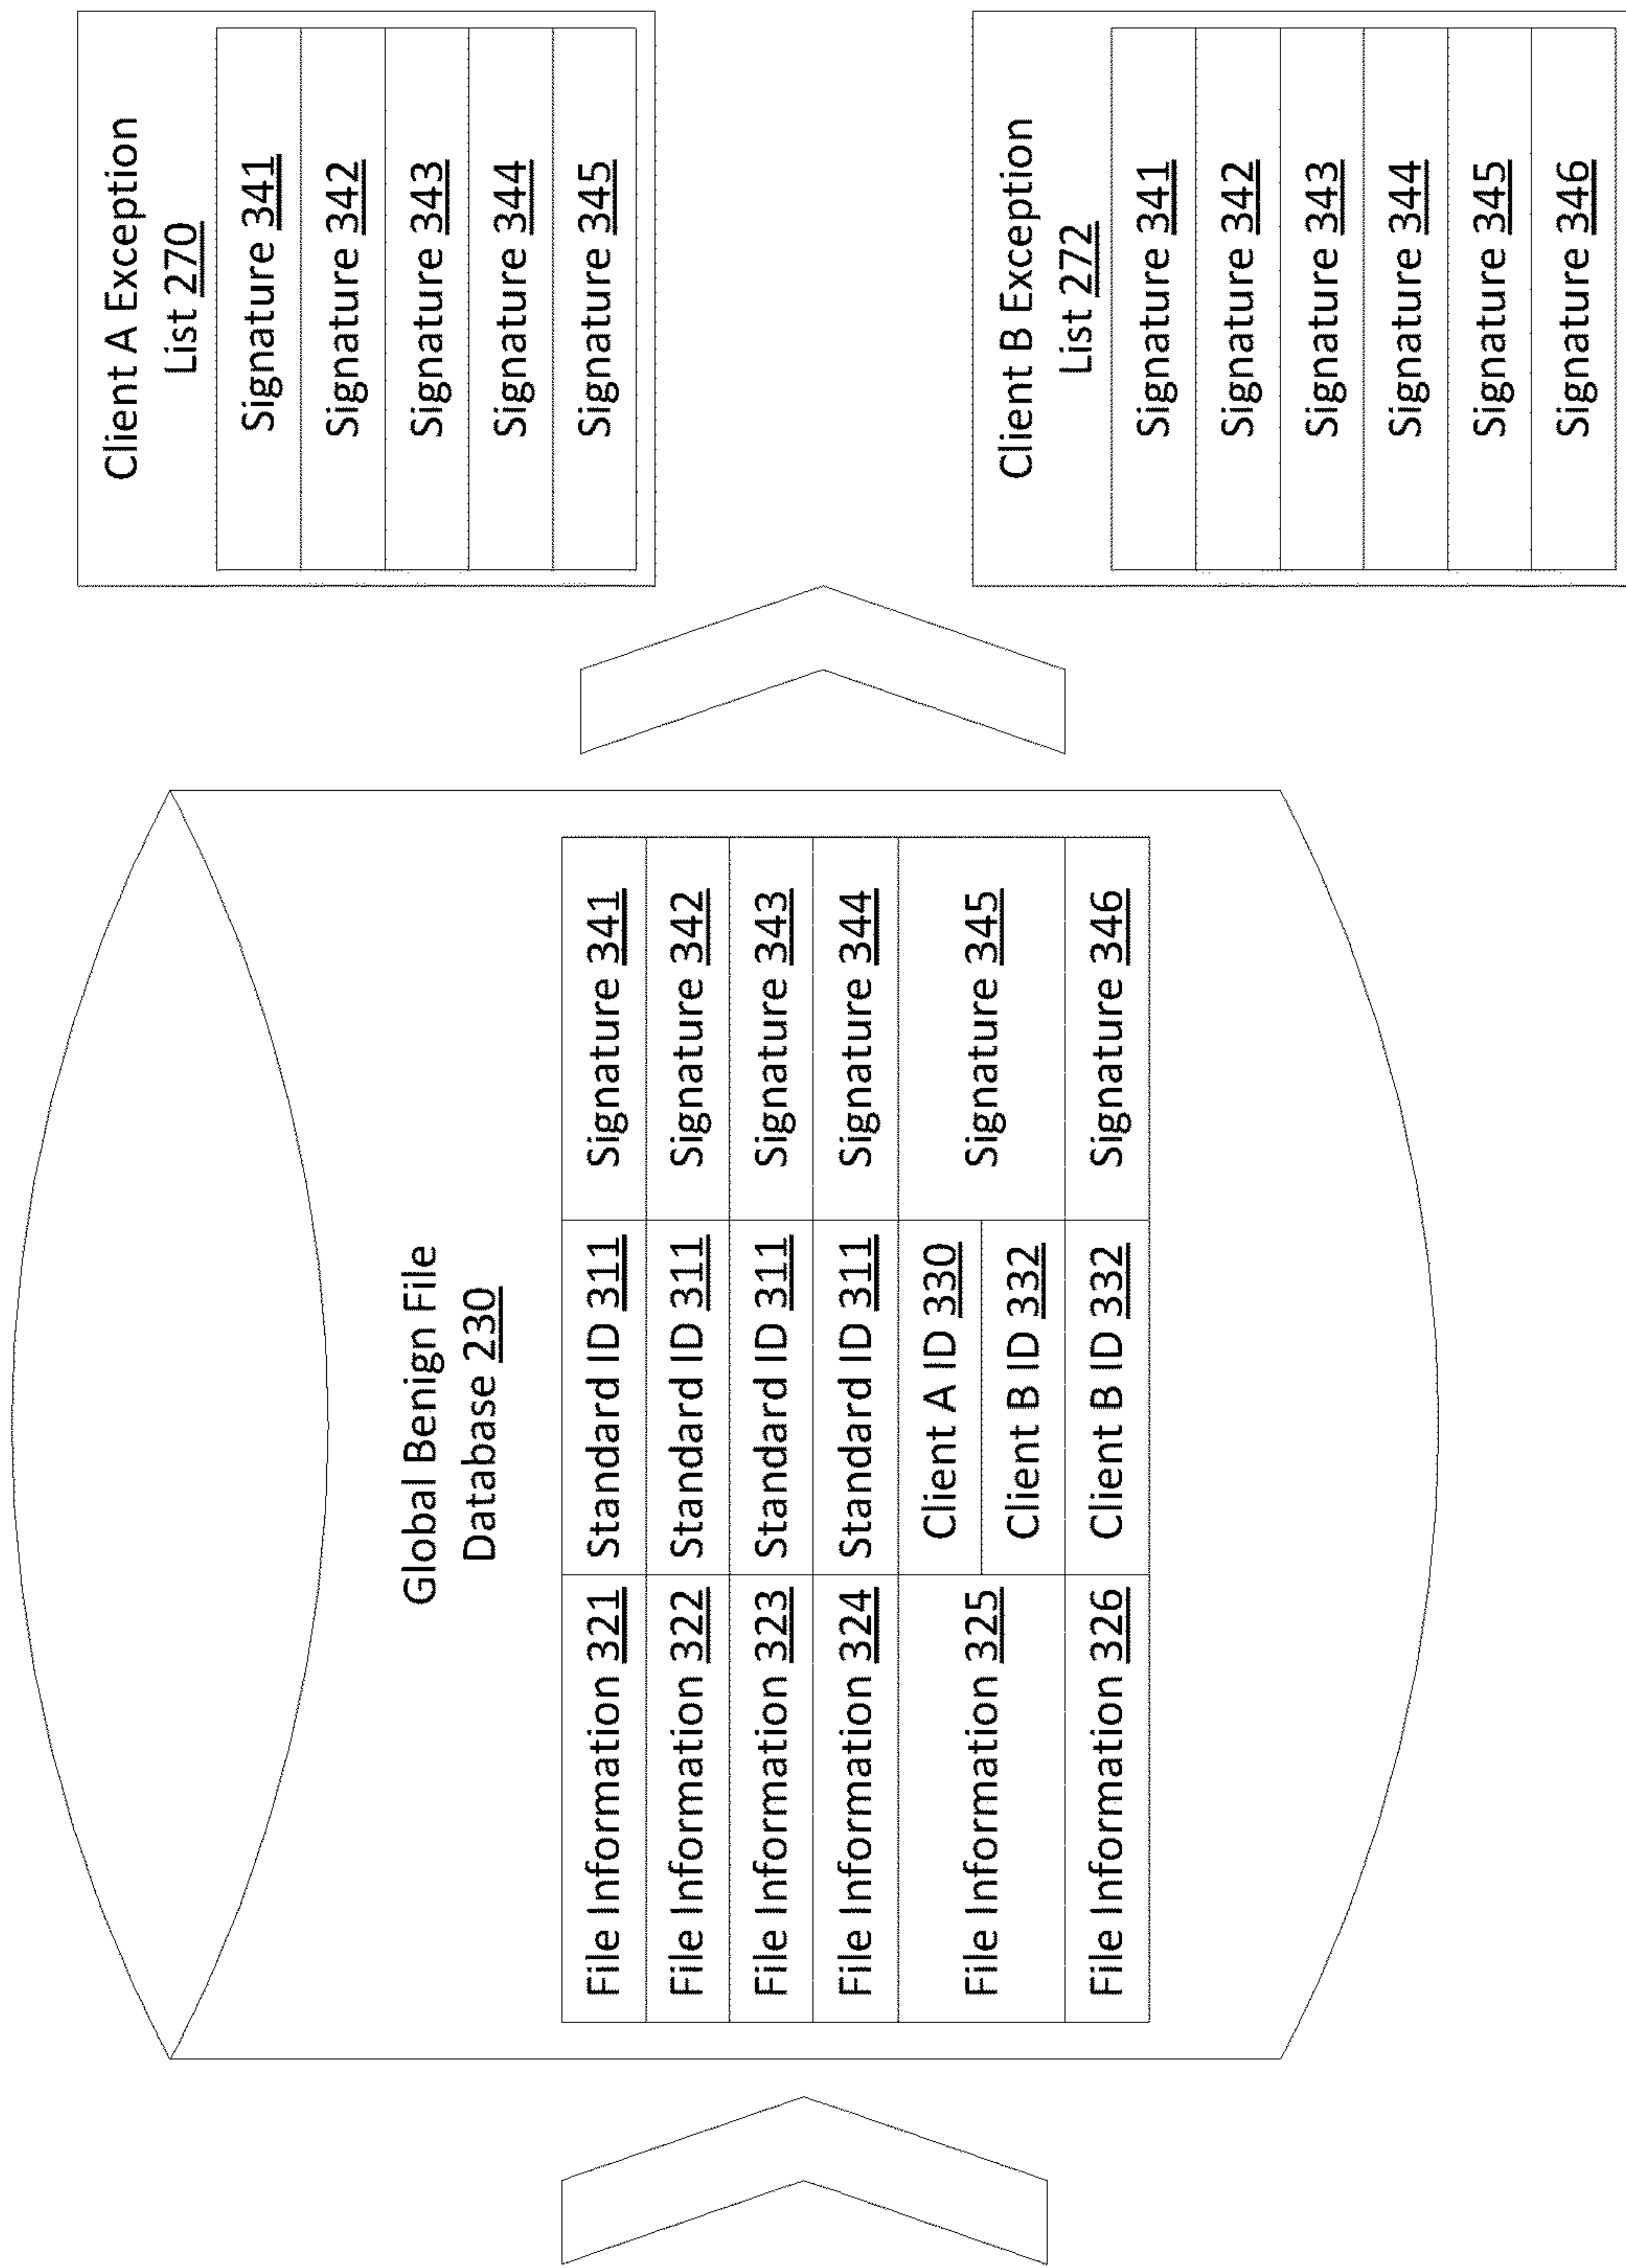 Global Benign File
Database 230
File Information 321 Standard ID 311 Signature 341
File Information 322 Standard ID 311 Signature 342
File Information 323 Standard ID 311 Signature 343
File Information 324 Standard ID 311 Signature 344
File Information 325 Client A ID 330 Signature 345
Client B ID 332
File Information 326 Client B ID 332 Signature 346
Client A Exception
List 270
Signature 341
Signature 342
Signature 343
Signature 344
Signature 345
Client B Exception
List 272
Signature 341
Signature 342
Signature 343
Signature 344
Signature 345
Signature 346